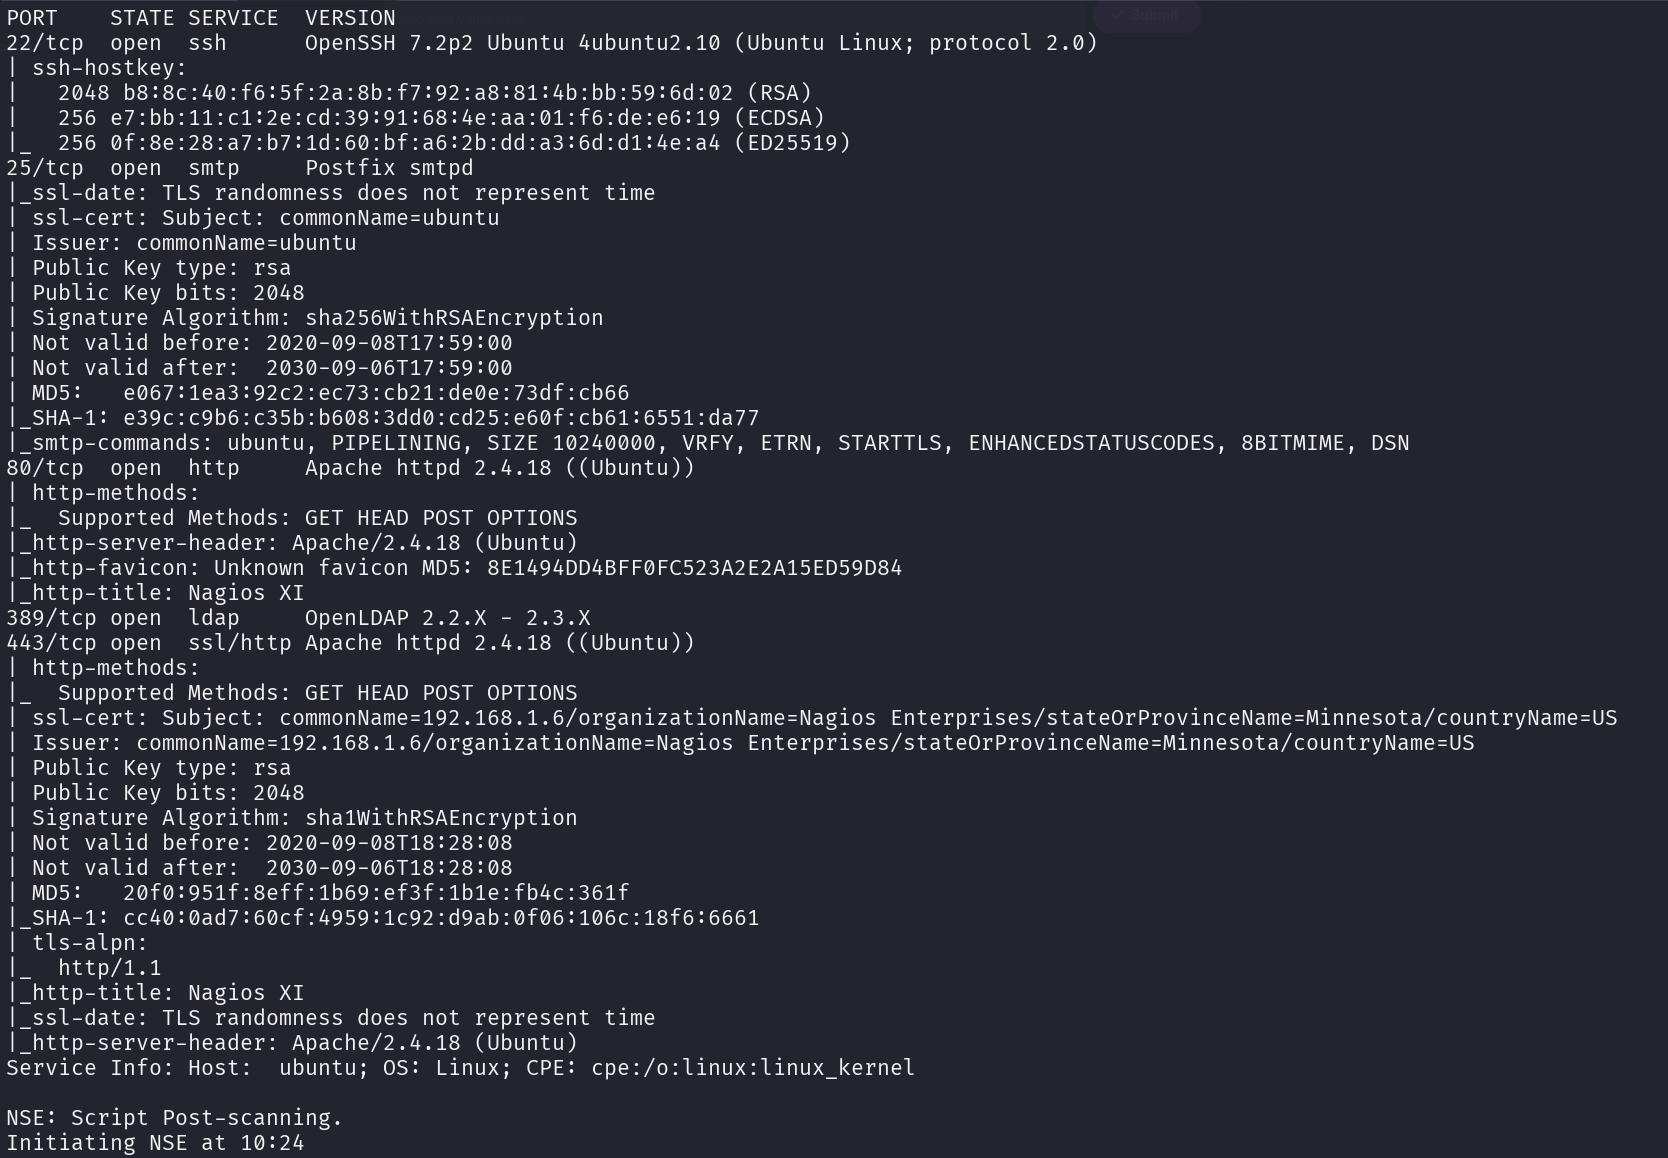 PORT    STATE SERVICE  VERSION
22/tcp  open  ssh      OpenSSH 7.2p2 Ubuntu 4ubuntu2.10 (Ubuntu Linux; protocol 2.0)
| ssh-hostkey:
|   2048 b8:8c:40:f6:5f:2a:8b:f7:92:a8:81:4b:bb:59:6d:02 (RSA)
|   256 e7:bb:11:c1:2e:cd:39:91:68:4e:aa:01:f6:de:e6:19 (ECDSA)
|_  256 0f:8e:28:a7:b7:1d:60:bf:a6:2b:dd:a3:6d:d1:4e:a4 (ED25519)
25/tcp  open  smtp     Postfix smtpd
|_ssl-date: TLS randomness does not represent time
| ssl-cert: Subject: commonName=ubuntu
| Issuer: commonName=ubuntu
| Public Key type: rsa
| Public Key bits: 2048
| Signature Algorithm: sha256WithRSAEncryption
| Not valid before: 2020-09-08T17:59:00
| Not valid after:  2030-09-06T17:59:00
| MD5:   e067:1ea3:92c2:ec73:cb21:de0e:73df:cb66
|_SHA-1: e39c:c9b6:c35b:b608:3dd0:cd25:e60f:cb61:6551:da77
|_smtp-commands: ubuntu, PIPELINING, SIZE 10240000, VRFY, ETRN, STARTTLS, ENHANCEDSTATUSCODES, 8BITMIME, DSN
80/tcp  open  http     Apache httpd 2.4.18 ((Ubuntu))
| http-methods:
|_  Supported Methods: GET HEAD POST OPTIONS
|_http-server-header: Apache/2.4.18 (Ubuntu)
|_http-favicon: Unknown favicon MD5: 8E1494DD4BFF0FC523A2E2A15ED59D84
|_http-title: Nagios XI
389/tcp open  ldap     OpenLDAP 2.2.X - 2.3.X
443/tcp open  ssl/http Apache httpd 2.4.18 ((Ubuntu))
| http-methods:
|_  Supported Methods: GET HEAD POST OPTIONS
| ssl-cert: Subject: commonName=192.168.1.6/organizationName=Nagios Enterprises/stateOrProvinceName=Minnesota/countryName=US
| Issuer: commonName=192.168.1.6/organizationName=Nagios Enterprises/stateOrProvinceName=Minnesota/countryName=US
| Public Key type: rsa
| Public Key bits: 2048
| Signature Algorithm: sha1WithRSAEncryption
| Not valid before: 2020-09-08T18:28:08
| Not valid after:  2030-09-06T18:28:08
| MD5:   20f0:951f:8eff:1b69:ef3f:1b1e:fb4c:361f
|_SHA-1: cc40:0ad7:60cf:4959:1c92:d9ab:0f06:106c:18f6:6661
| tls-alpn:
|_  http/1.1
|_http-title: Nagios XI
|_ssl-date: TLS randomness does not represent time
|_http-server-header: Apache/2.4.18 (Ubuntu)
Service Info: Host:  ubuntu; OS: Linux; CPE: cpe:/o:linux:linux_kernel

NSE: Script Post-scanning.
Initiating NSE at 10:24